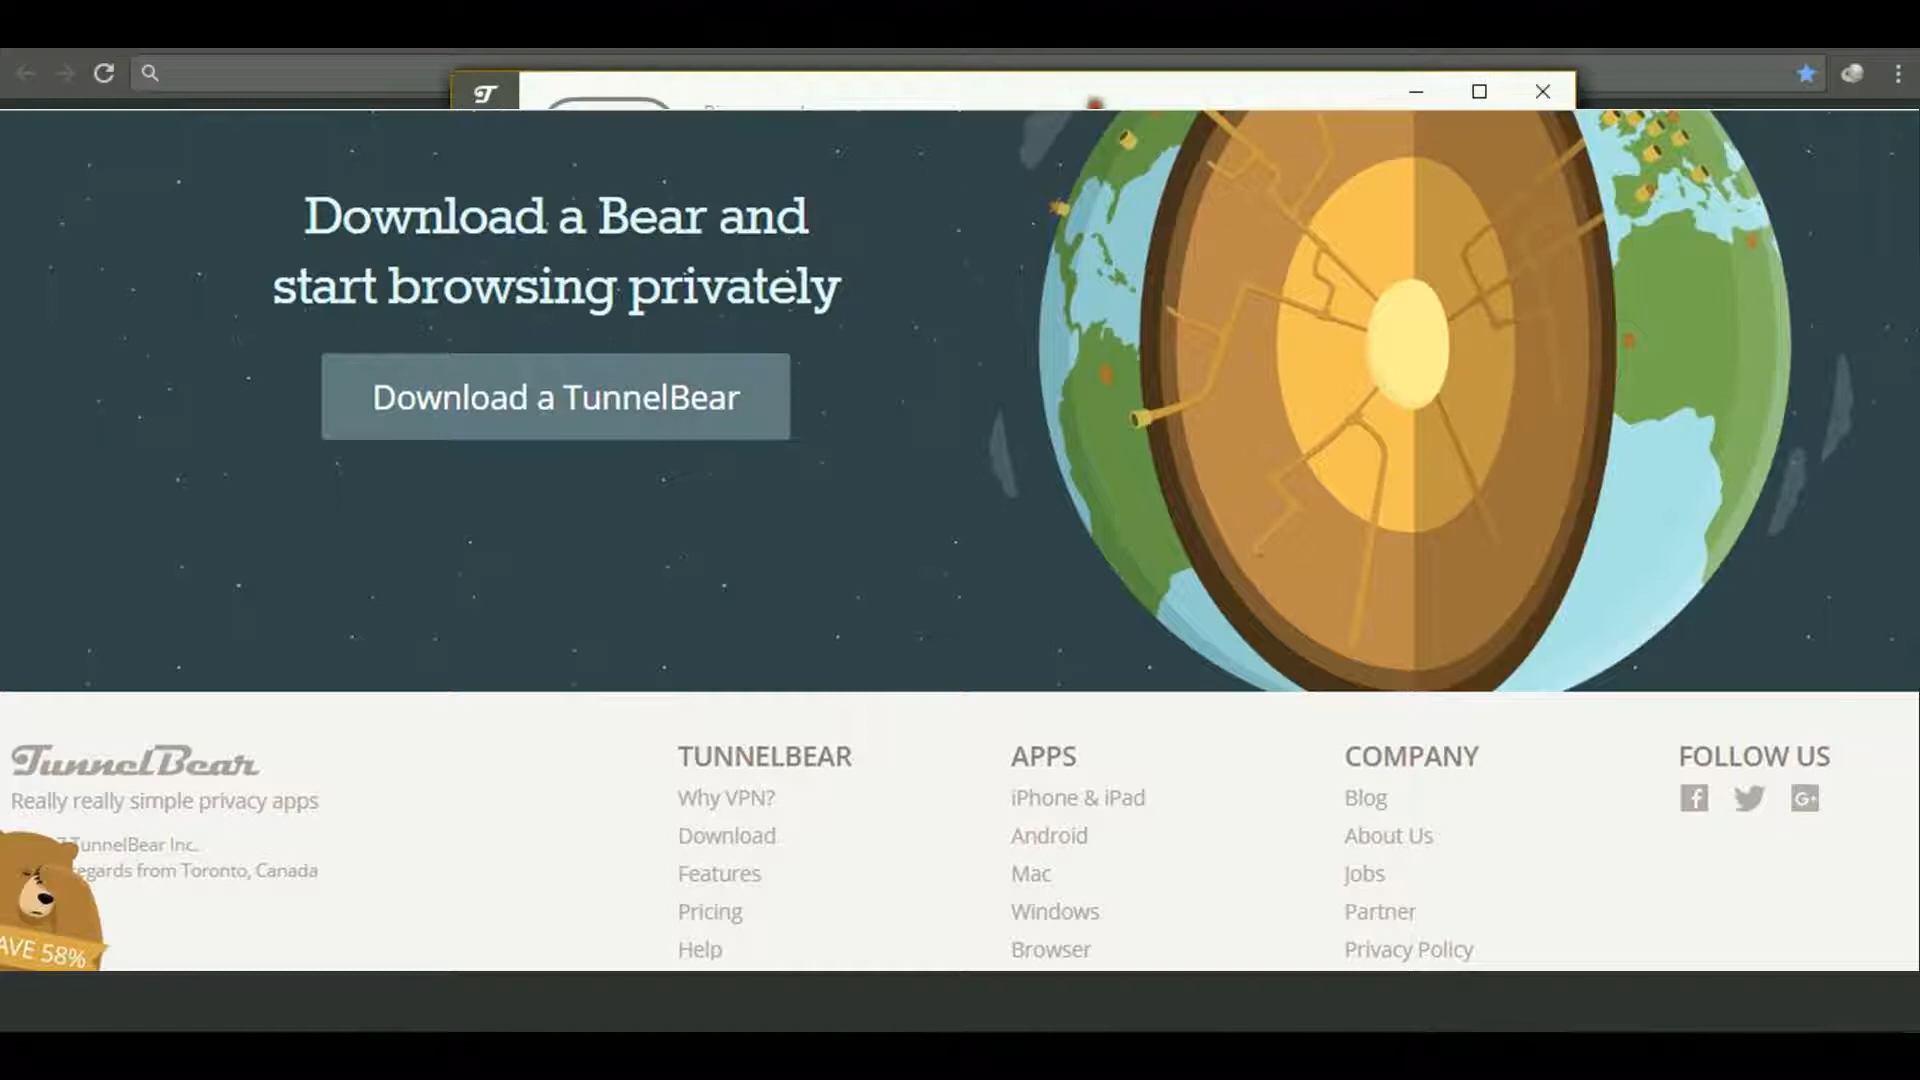 Download a Bear and
start browsing privately
Download a TunnelBear
TunnelBear
Really really simple privacy apps
TunnelBear Inc.
regards from Toronto, Canada
AVE 58%
TUNNELBEAR
Why VPN?
Download
Features
Pricing
Help
APPS
iPhone & iPad
Android
Mac
Windows
Browser
COMPANY
Blog
About Us
Jobs
Partner
Privacy Policy
FOLLOW US